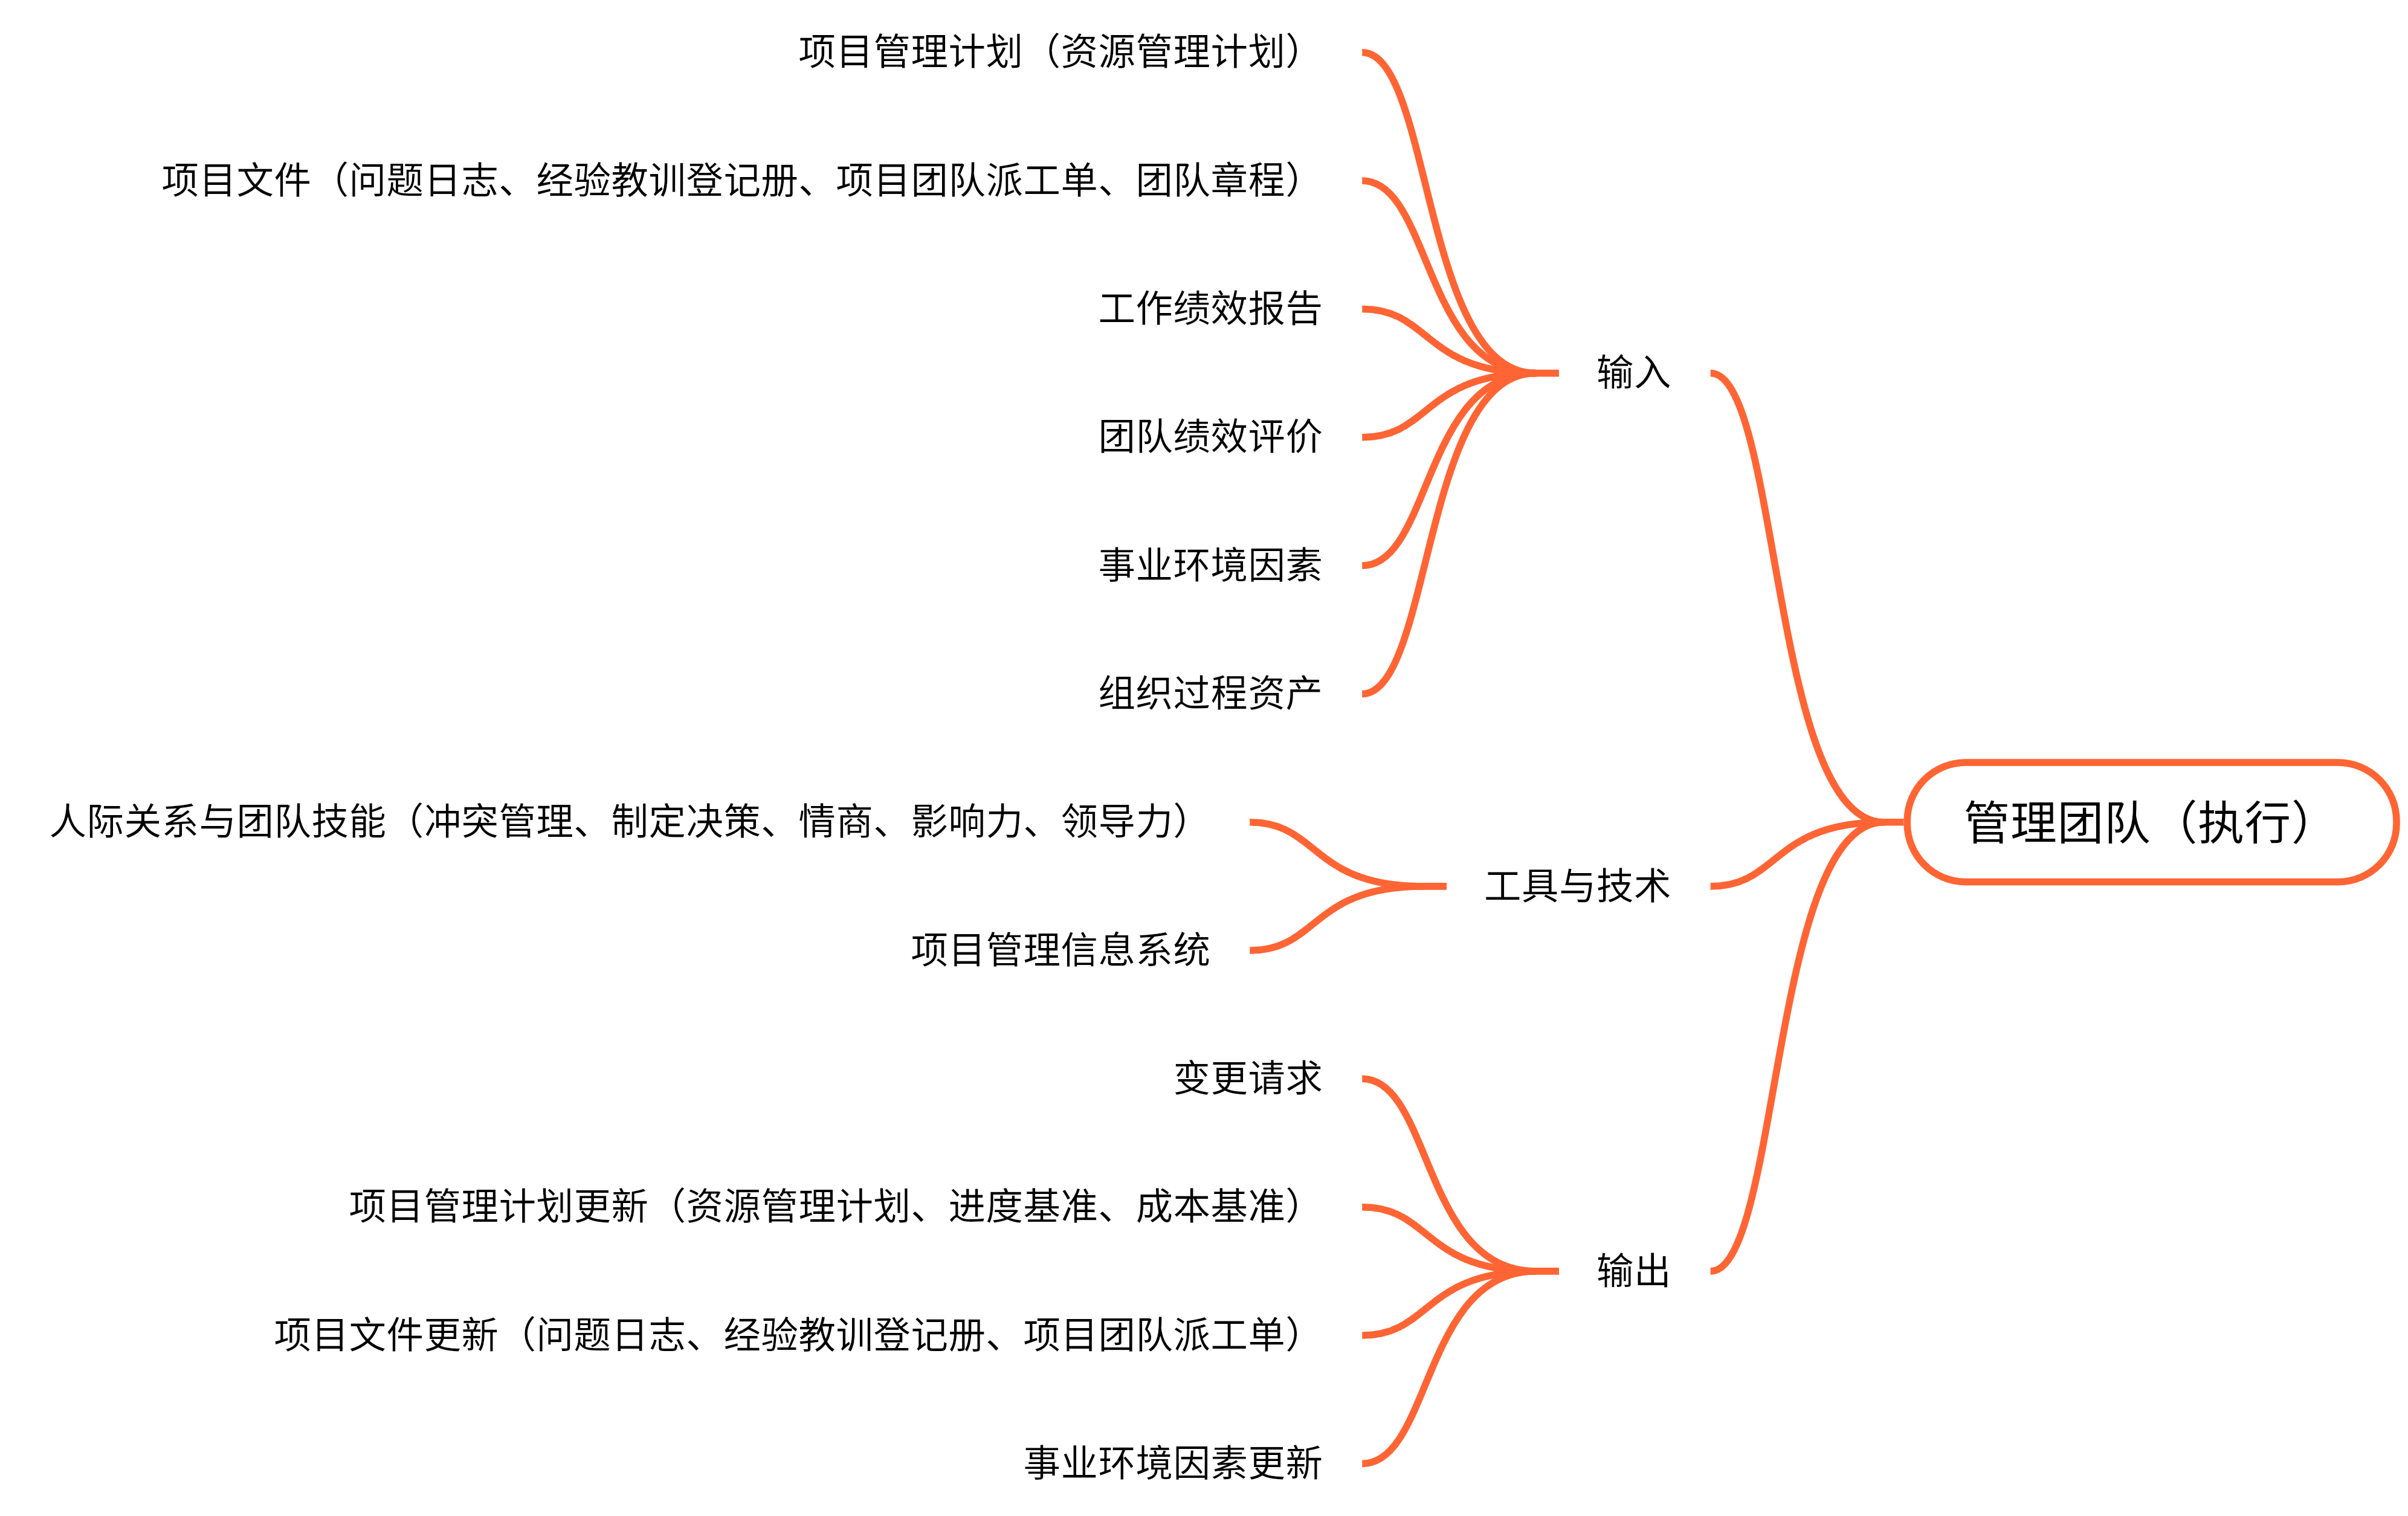 项目管理计划（资源管理计划）
项目文件（问题日志、经验教训登记册、项目团队派工单、团队章程）
工作绩效报告
输入
团队绩效评价
事业环境因素
组织过程资产
人际关系与团队技能（冲突管理、制定决策、情商、影响力、领导力）
管理团队（执行）
工具与技术
项目管理信息系统
变更请求
项目管理计划更新（资源管理计划、进度基准、成本基准）
输出
项目文件更新（问题日志、经验教训登记册、项目团队派工单）
事业环境因素更新